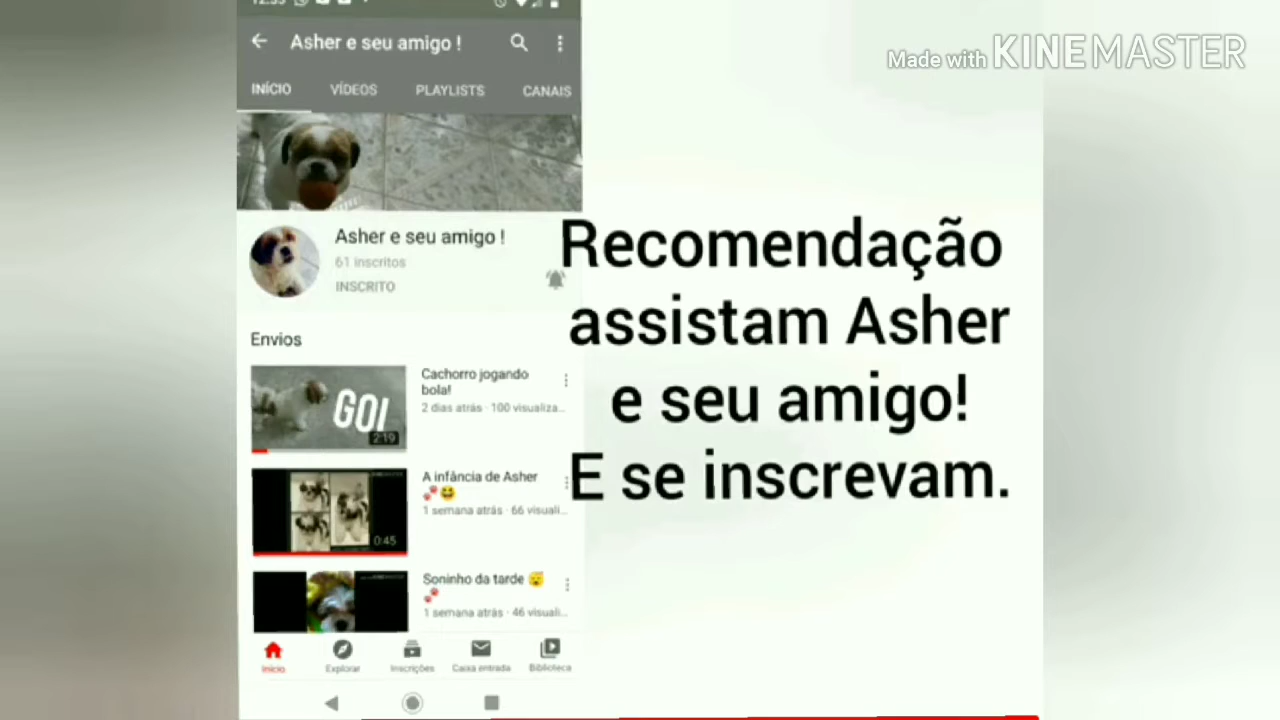 12:35
Asher e seu amigo !
Made with KINEMASTER
INÍCIO VÍDEOS PLAYLISTS CANAIS
Asher e seu amigo !
61 inscritos
INSCRITO
Recomendação
assistam Asher
e seu amigo!
E se inscrevam.
Envios
Cachorro jogando
bola!
2 dias atrás · 100 visualiza...
GO!
2:19
A infância de Asher
🐾😆
1 semana atrás · 66 visuali...
0:45
Soninho da tarde 😴
🐾
1 semana atrás · 46 visuali...
Início Explorar Inscrições Caixa entrada Biblioteca